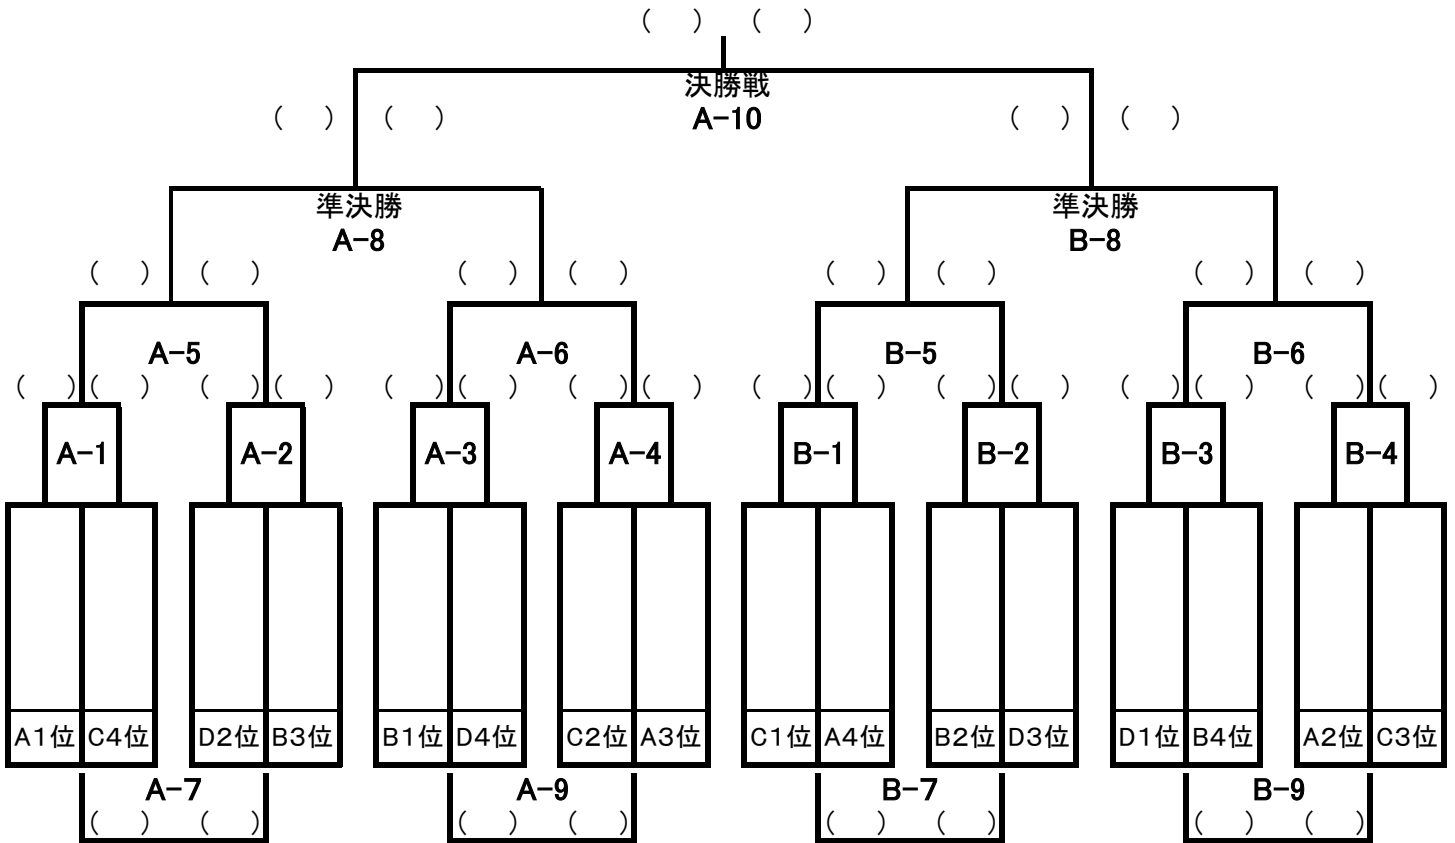 (　) (　)
決勝戦
A-10
(　) (　) (　) (　)
準決勝 準決勝
A-8 B-8
(　) (　) (　) (　) (　) (　) (　) (　)
A-5 A-6 B-5 B-6
(　) (　) (　) (　) (　) (　) (　) (　) (　) (　) (　) (　) (　) (　) (　) (　)
A-1 A-2 A-3 A-4 B-1 B-2 B-3 B-4
A1位 C4位 D2位 B3位 B1位 D4位 C2位 A3位 C1位 A4位 B2位 D3位 D1位 B4位 A2位 C3位
A-7 A-9 B-7 B-9
(　) (　) (　) (　) (　) (　) (　) (　)